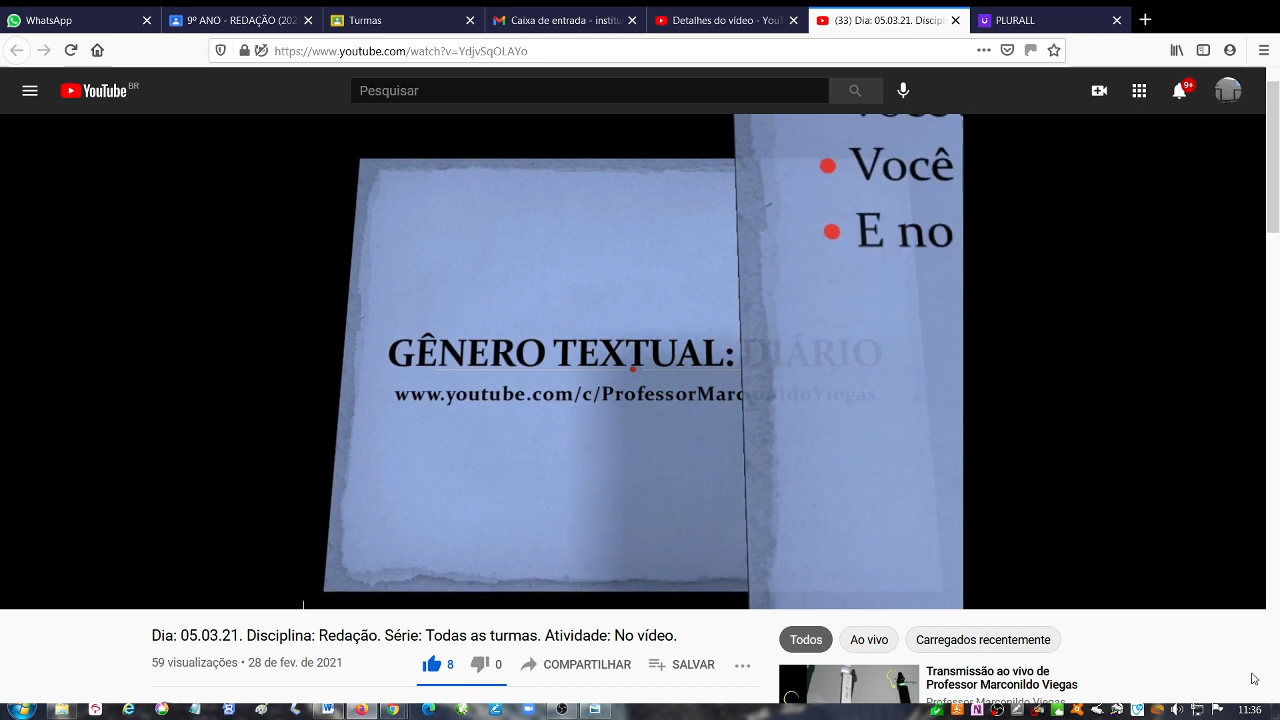 WhatsApp
9º ANO - REDAÇÃO (202
Turmas
Caixa de entrada - institu
Detalhes do vídeo - You
(33) Dia: 05.03.21. Discipl
PLURALL
https://www.youtube.com/watch?v=YdjvSqOLAYo
YouTube BR
Pesquisar
9+
Você
E no
GÊNERO TEXTUAL: DIÁRIO
www.youtube.com/c/ProfessorMarconildoViegas
Dia: 05.03.21. Disciplina: Redação. Série: Todas as turmas. Atividade: No vídeo.
59 visualizações • 28 de fev. de 2021
8
0
COMPARTILHAR
SALVAR
Todos
Ao vivo
Carregados recentemente
Transmissão ao vivo de
Professor Marconildo Viegas
Professor Marconildo Viegas
11:36